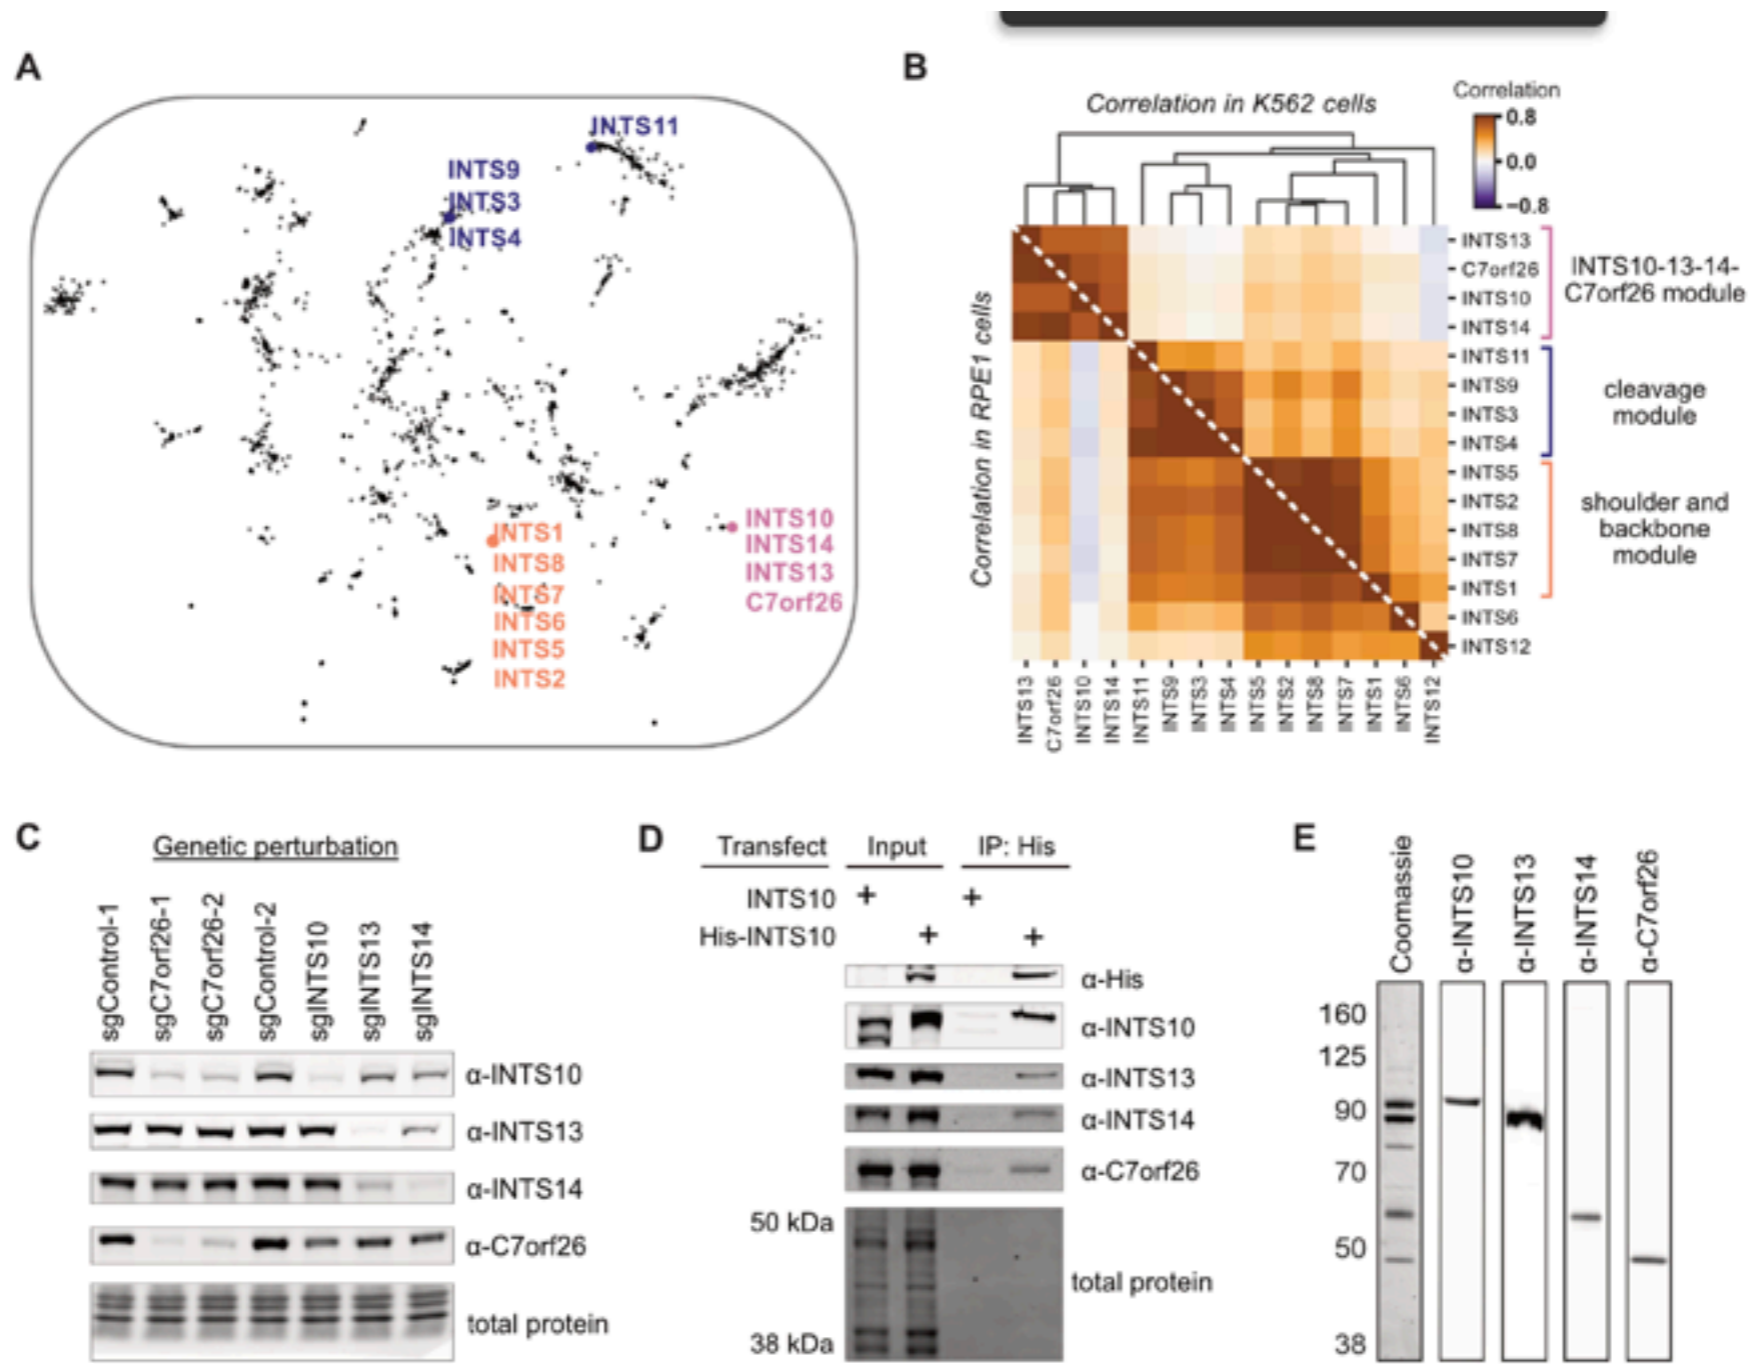 A
INTS11
INTS9
INTS3
INTS4
INTS1
INTS8
INTS7
INTS6
INTS5
INTS2
INTS10
INTS14
INTS13
C7orf26
B
Correlation in K562 cells
Correlation
0.8
0.0
−0.8
Correlation in RPE1 cells
INTS13
C7orf26
INTS10
INTS14
INTS11
INTS9
INTS3
INTS4
INTS5
INTS2
INTS8
INTS7
INTS1
INTS6
INTS12
INTS10-13-14-
C7orf26 module
cleavage
module
shoulder and
backbone
module
INTS13
C7orf26
INTS10
INTS14
INTS11
INTS9
INTS3
INTS4
INTS5
INTS2
INTS8
INTS7
INTS1
INTS6
INTS12
C
Genetic perturbation
sgControl-1
sgC7orf26-1
sgC7orf26-2
sgControl-2
sgINTS10
sgINTS13
sgINTS14
α-INTS10
α-INTS13
α-INTS14
α-C7orf26
total protein
D
Transfect Input IP: His
INTS10 + +
His-INTS10 + +
α-His
α-INTS10
α-INTS13
α-INTS14
α-C7orf26
50 kDa
total protein
38 kDa
E
Coomassie
α-INTS10
α-INTS13
α-INTS14
α-C7orf26
160
125
90
70
50
38